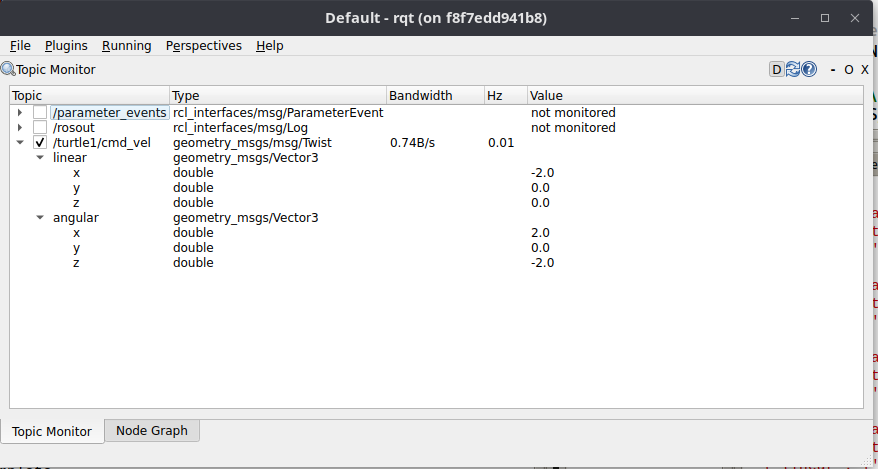 Default - rqt (on f8f7edd941b8)
File Plugins Running Perspectives Help
Topic Monitor D - O X
Topic Type Bandwidth Hz Value
/parameter_events rcl_interfaces/msg/ParameterEvent not monitored
/rosout rcl_interfaces/msg/Log not monitored
/turtle1/cmd_vel geometry_msgs/msg/Twist 0.74B/s 0.01
linear geometry_msgs/Vector3
x double -2.0
y double 0.0
z double 0.0
angular geometry_msgs/Vector3
x double 2.0
y double 0.0
z double -2.0
Topic Monitor Node Graph